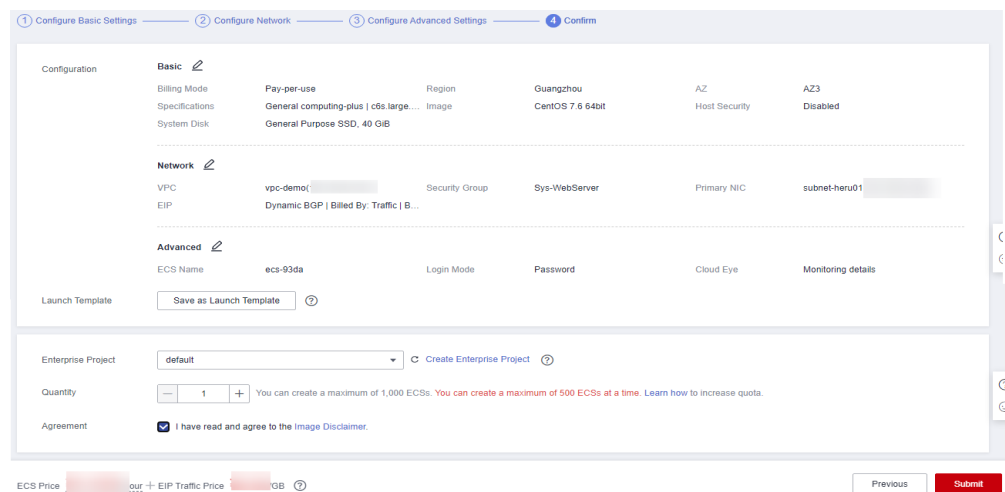 1 Configure Basic Settings 2 Configure Network 3 Configure Advanced Settings 4 Confirm
Configuration Basic
Billing Mode Pay-per-use Region Guangzhou AZ AZ3
Specifications General computing-plus | c6s.large.... Image CentOS 7.6 64bit Host Security Disabled
System Disk General Purpose SSD, 40 GiB
Network
VPC vpc-demo( Security Group Sys-WebServer Primary NIC subnet-heru01
EIP Dynamic BGP | Billed By: Traffic | B...
Advanced
ECS Name ecs-93da Login Mode Password Cloud Eye Monitoring details
Launch Template Save as Launch Template ?
Enterprise Project default Create Enterprise Project ?
Quantity — 1 + You can create a maximum of 1,000 ECSs. You can create a maximum of 500 ECSs at a time. Learn how to increase quota.
Agreement I have read and agree to the Image Disclaimer.
ECS Price + EIP Traffic Price /GB ? Previous Submit